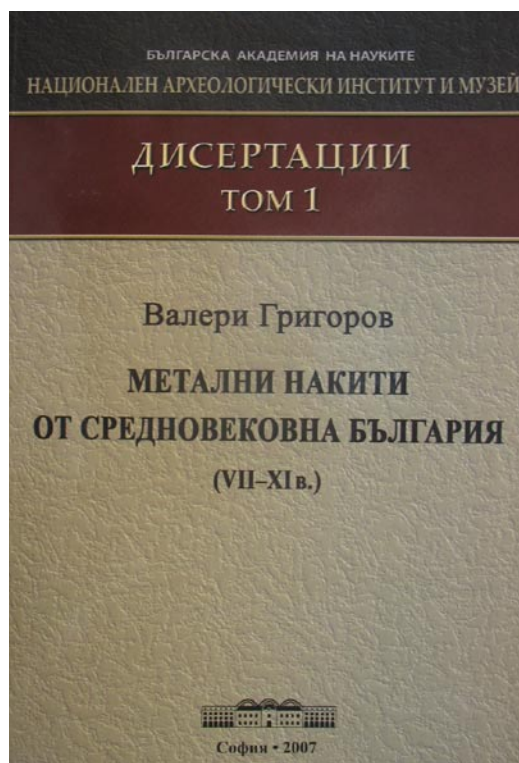 БЪЛГАРСКА АКАДЕМИЯ НА НАУКИТЕ
НАЦИОНАЛЕН АРХЕОЛОГИЧЕСКИ ИНСТИТУТ И МУЗЕЙ
ДИСЕРТАЦИИ
ТОМ 1
Валери Григоров
МЕТАЛНИ НАКИТИ
ОТ СРЕДНОВЕКОВНА БЪЛГАРИЯ
(VII–XI в.)
София • 2007